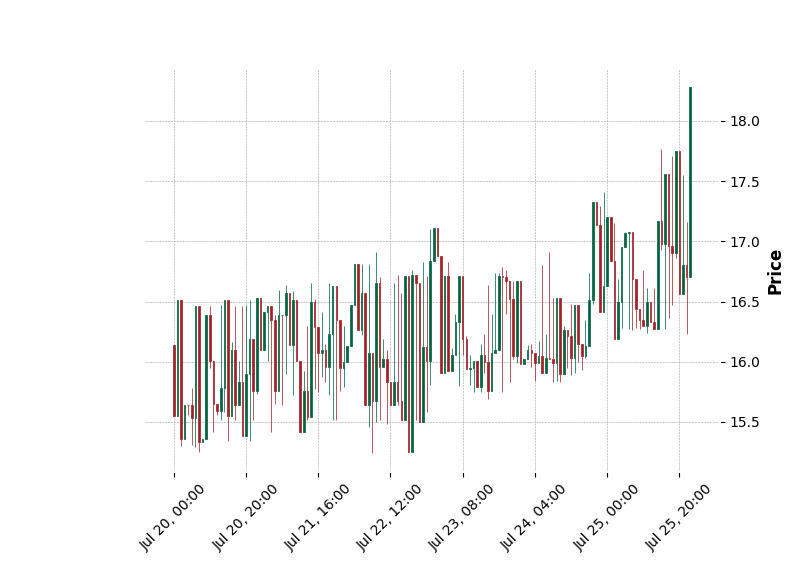 18.0
17.5
17.0
16.5
16.0
15.5
Price
Jul 20, 00:00
Jul 20, 20:00
Jul 21, 16:00
Jul 22, 12:00
Jul 23, 08:00
Jul 24, 04:00
Jul 25, 00:00
Jul 25, 20:00